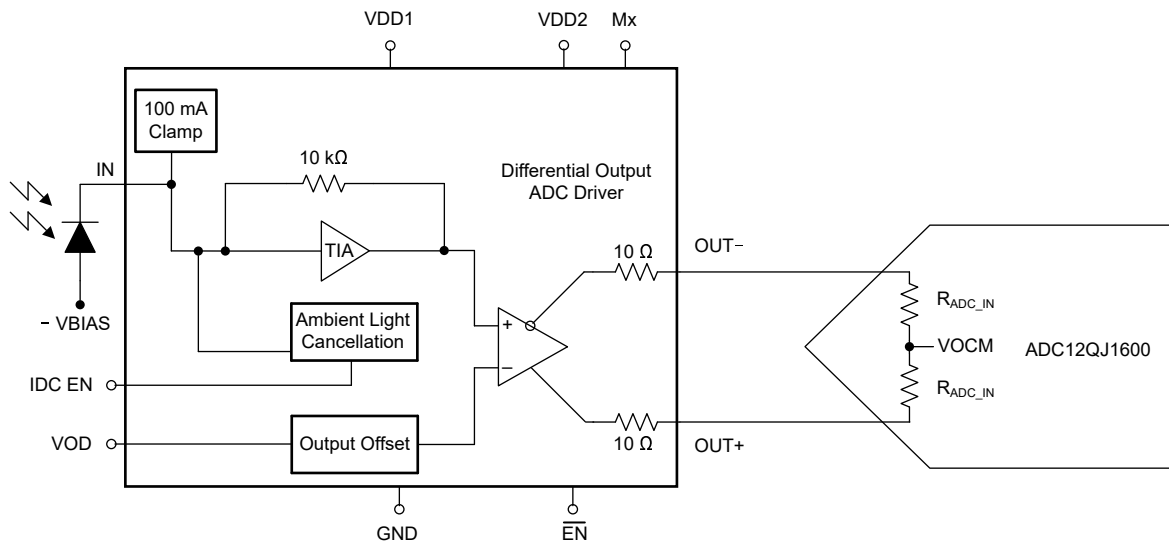 VDD1
VDD2
Mx
100 mA
Clamp
IN
10 kΩ
Differential Output
ADC Driver
TIA
10 Ω
OUT−
− VBIAS
Ambient Light
Cancellation
+
−
R_ADC_IN
VOCM
ADC12QJ1600
R_ADC_IN
IDC EN
VOD
Output Offset
10 Ω
OUT+
GND
EN